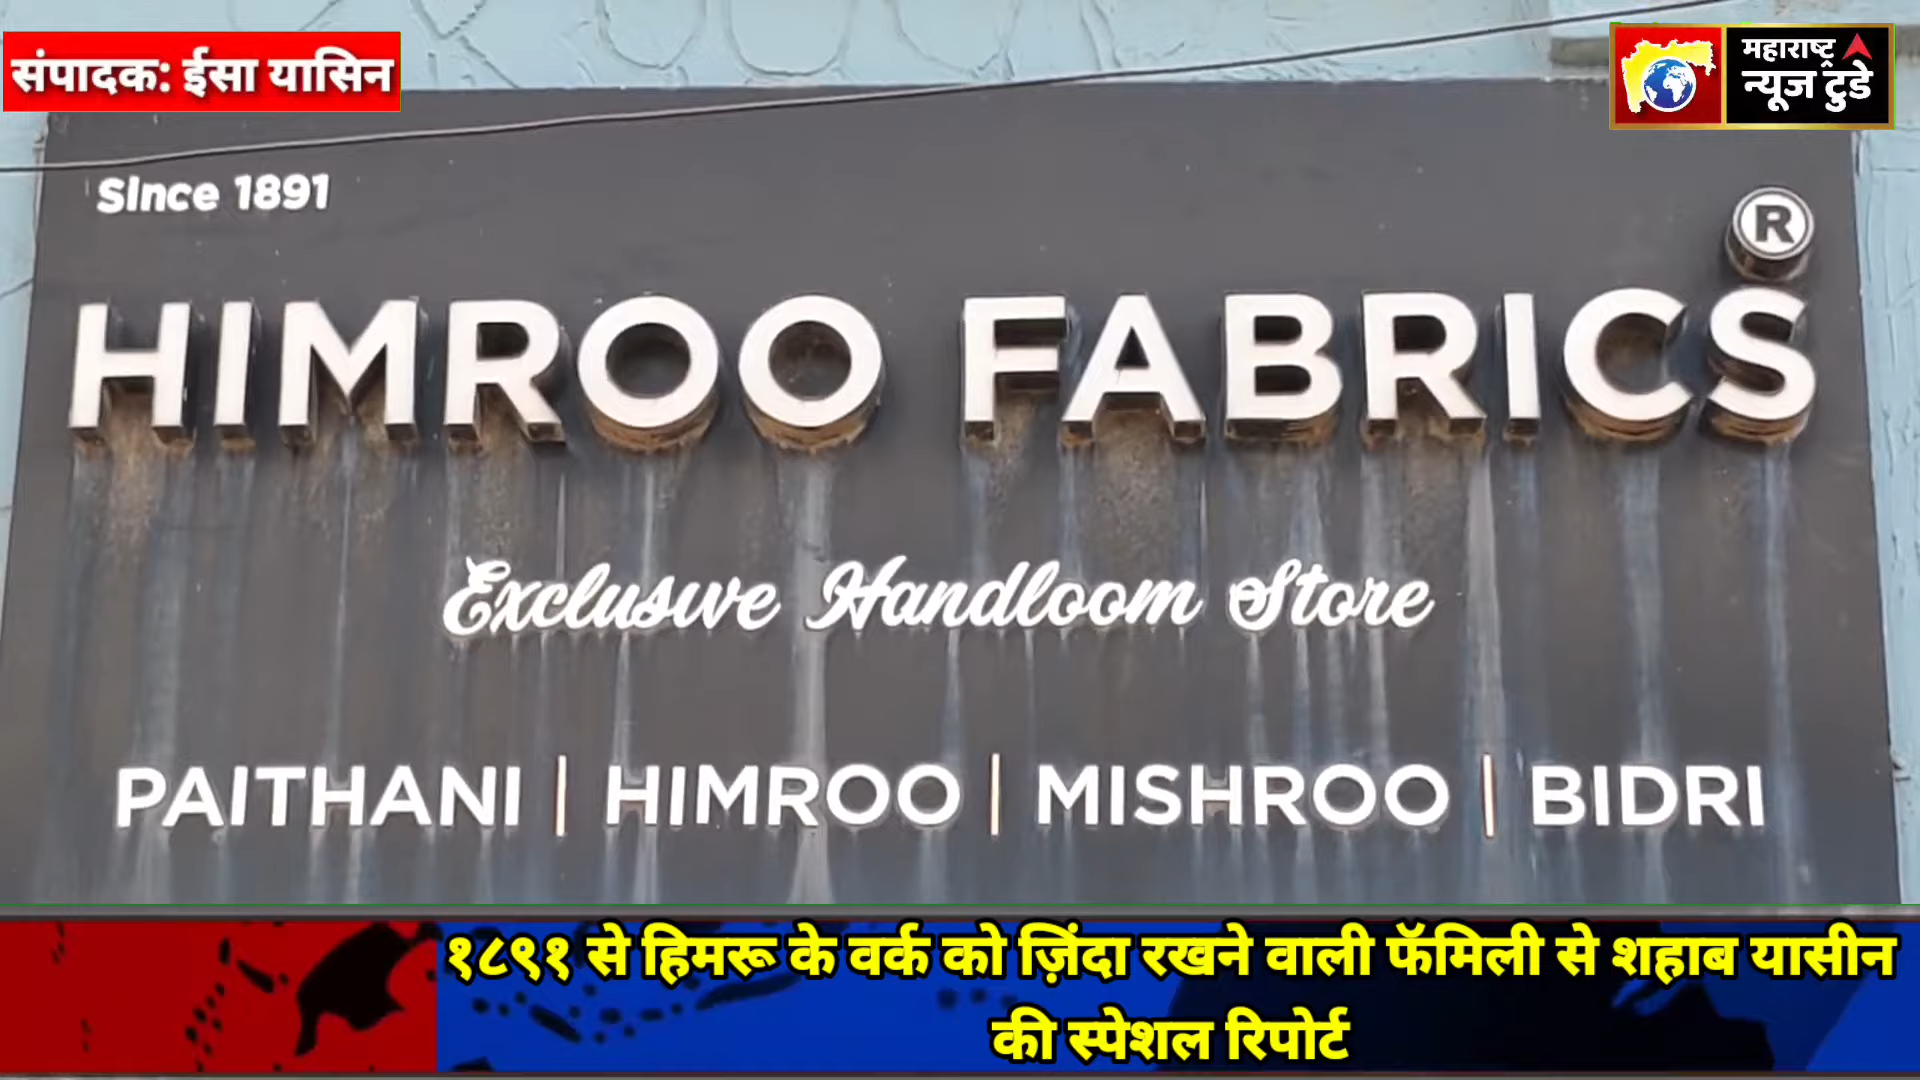 संपादक: ईसा यासिन
महाराष्ट्र
न्यूज टुडे
Since 1891
R
HIMROO FABRICS
Exclusive Handloom Store
PAITHANI | HIMROO | MISHROO | BIDRI
१८९१ से हिमरू के वर्क को ज़िंदा रखने वाली फॅमिली से शहाब यासीन
की स्पेशल रिपोर्ट